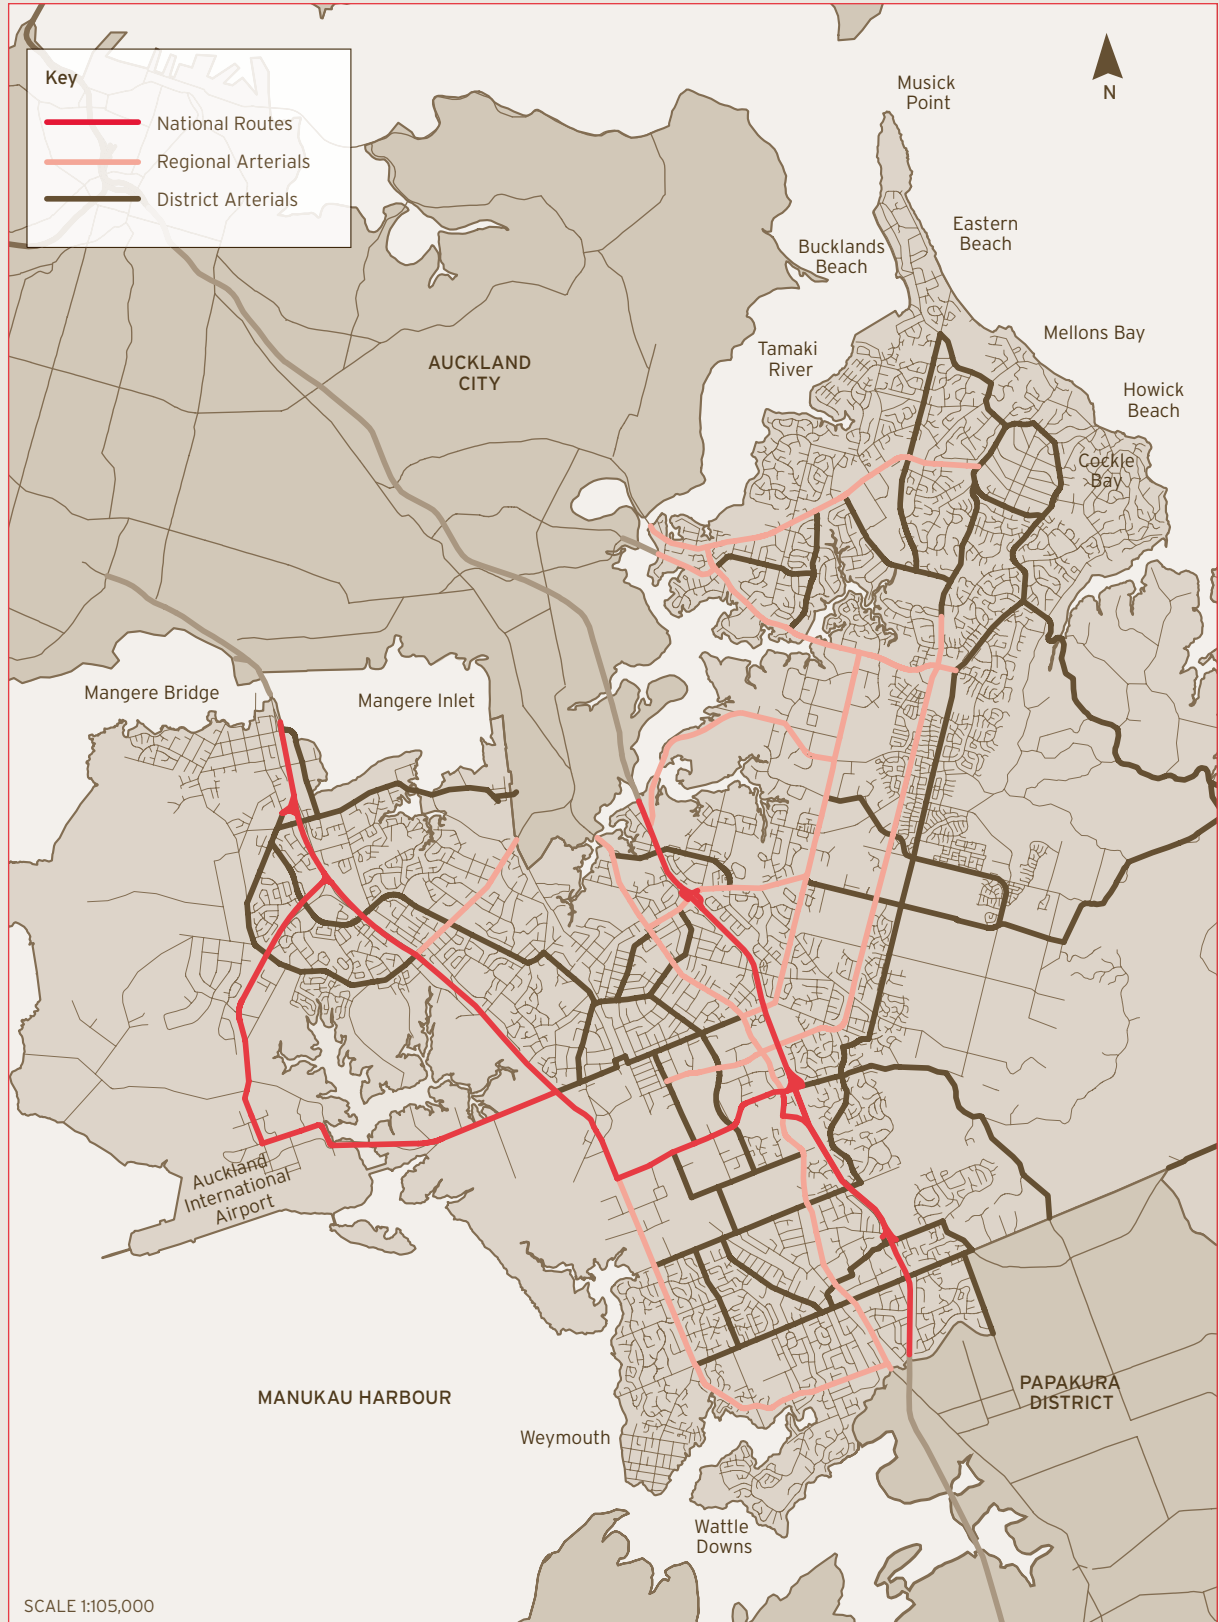 Key
National Routes
Regional Arterials
District Arterials
N
Musick
Point
Eastern
Beach
Bucklands
Beach
Mellons Bay
Tamaki
River
AUCKLAND
CITY
Howick
Beach
Cockle
Bay
Mangere Bridge
Mangere Inlet
Auckland
International
Airport
MANUKAU HARBOUR
PAPAKURA
DISTRICT
Weymouth
Wattle
Downs
SCALE 1:105,000